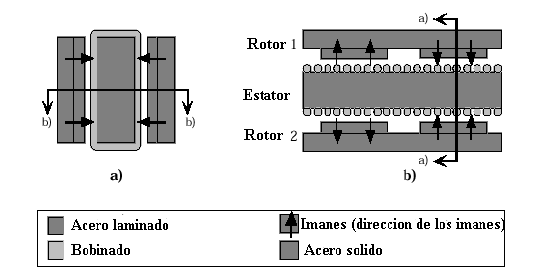 a)
Rotor 1
Estator
b)
b)
Rotor 2
a)
a)
b)
Acero laminado
Imanes (direccion de los imanes)
Bobinado
Acero solido